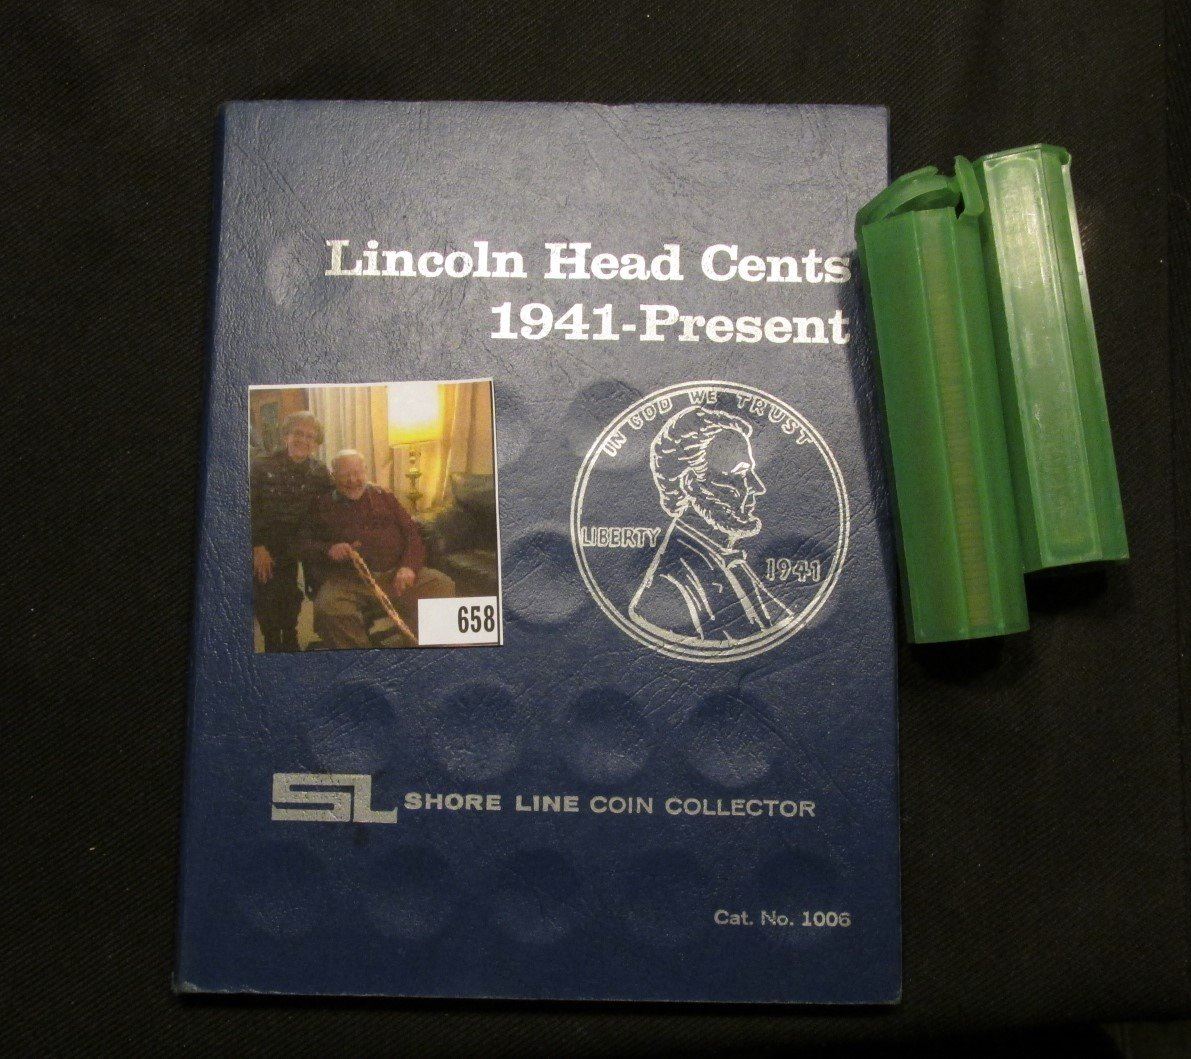 Lincoln Head Cents
1941-Present
IN GOD WE TRUST
LIBERTY
1941
658
SL SHORE LINE COIN COLLECTOR
Cat. No. 1006